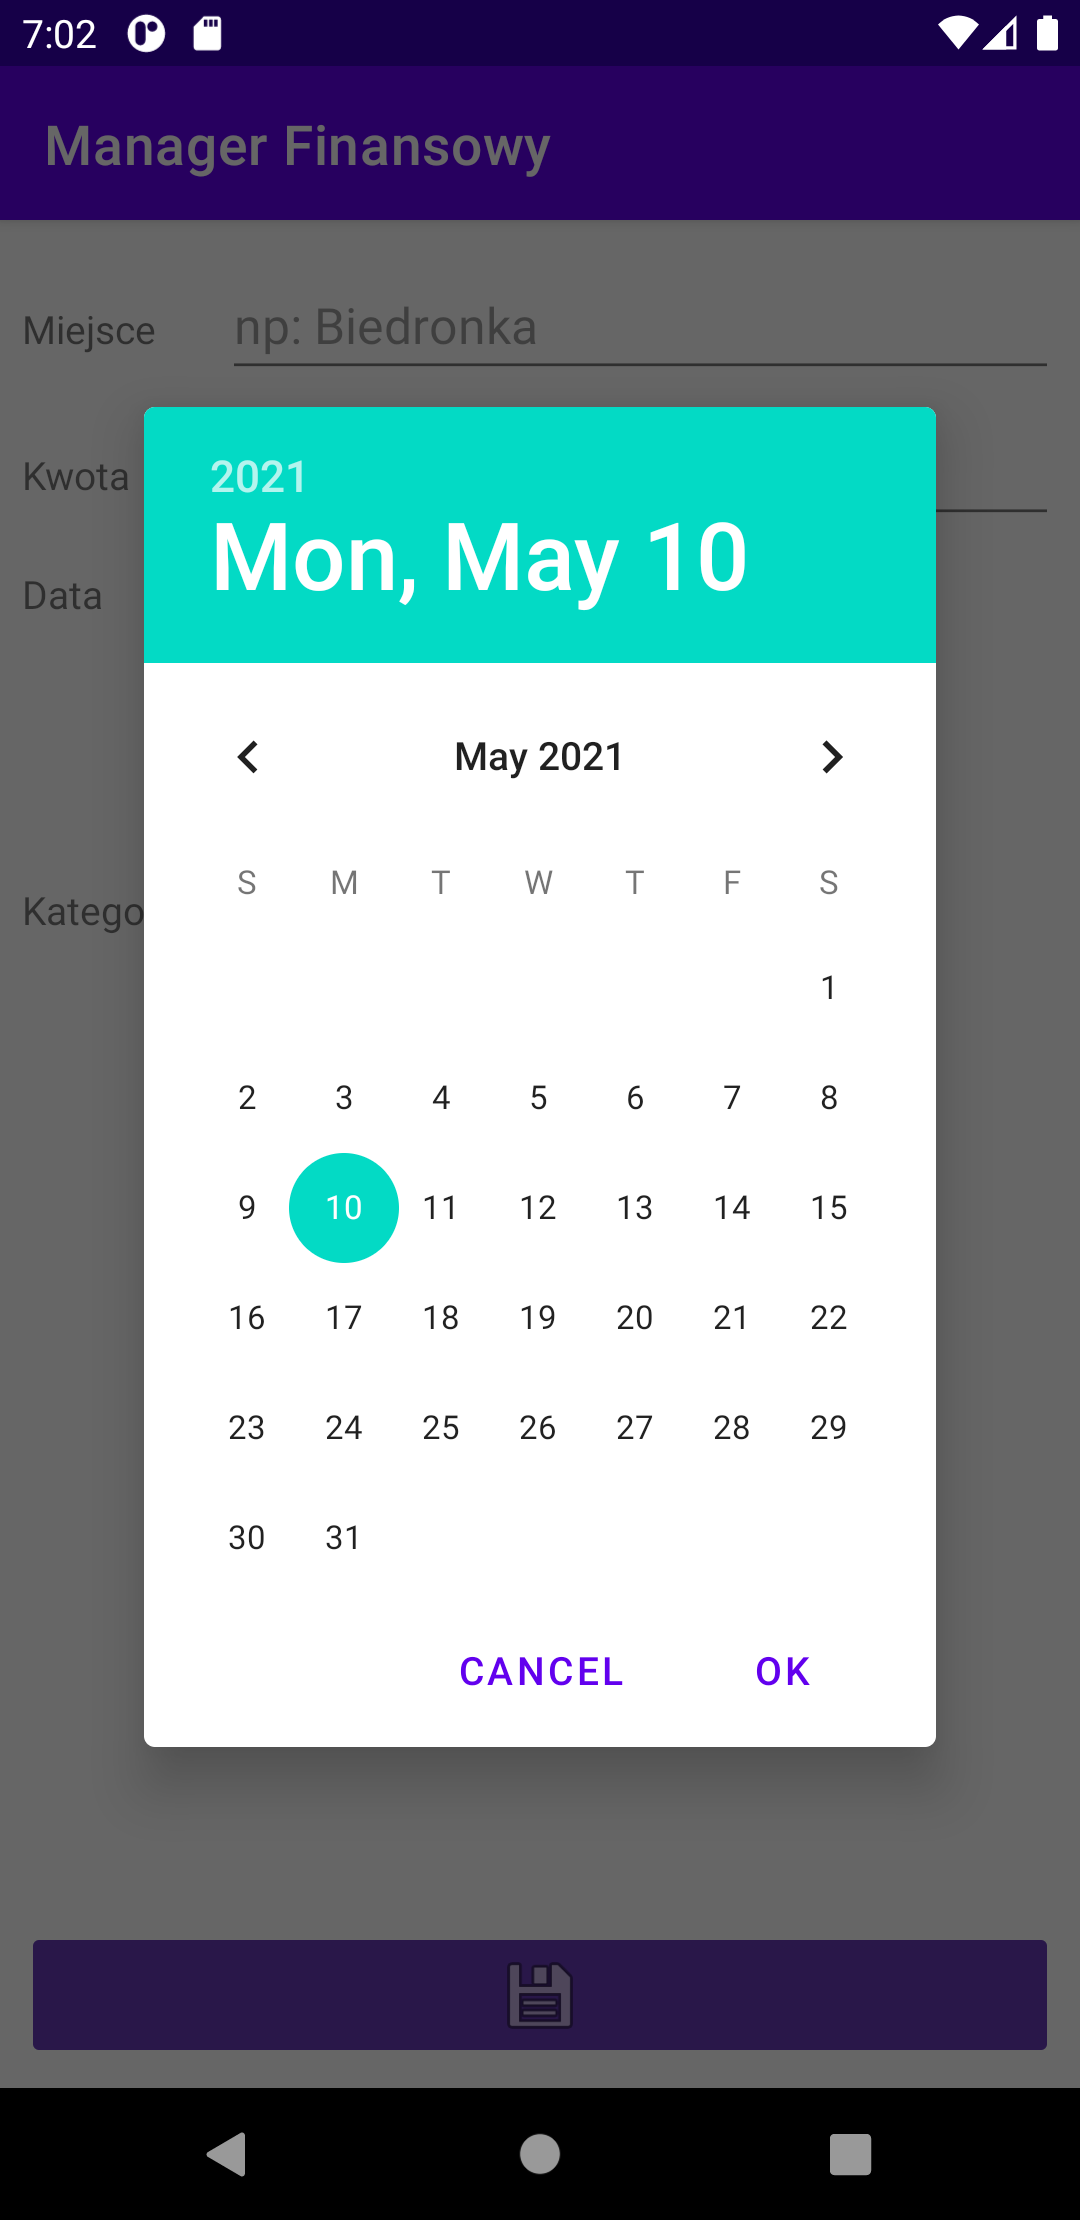 7:02
Manager Finansowy
Miejsce np: Biedronka
Kwota
Data
Katego
2021
Mon, May 10
May 2021
S M T W T F S
1
2 3 4 5 6 7 8
9 10 11 12 13 14 15
16 17 18 19 20 21 22
23 24 25 26 27 28 29
30 31
CANCEL OK